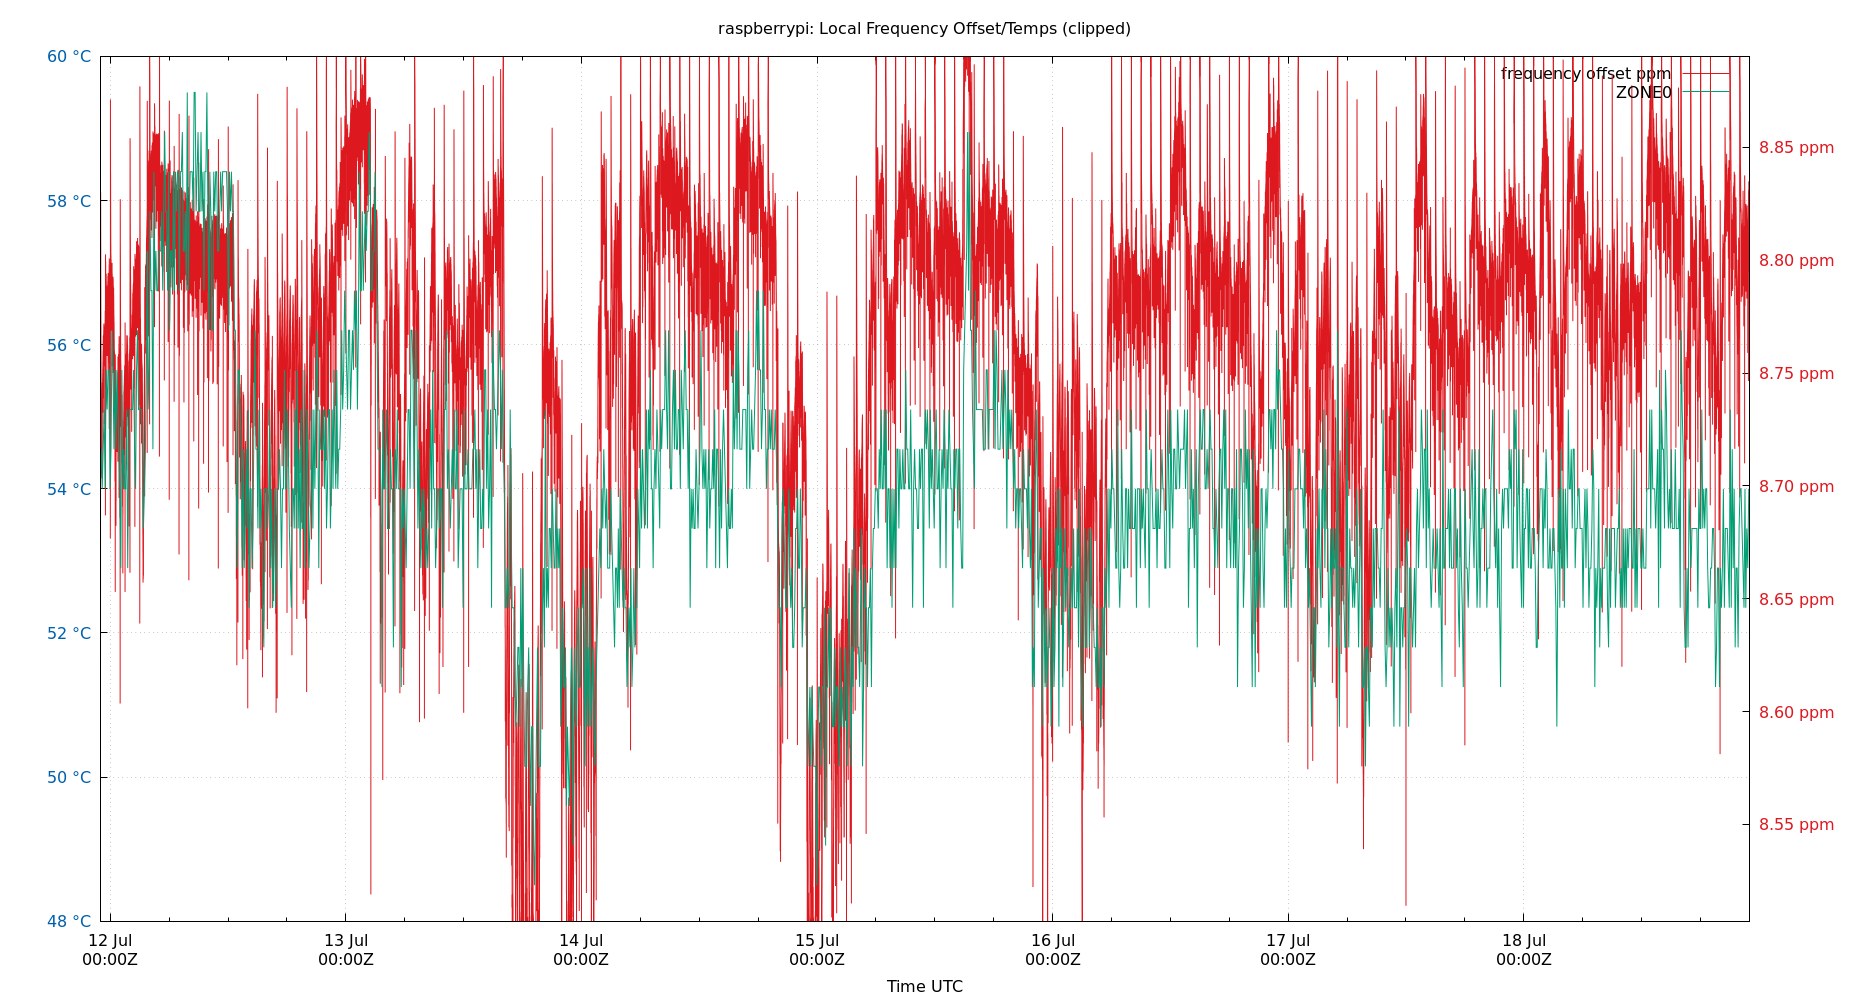 raspberrypi: Local Frequency Offset/Temps (clipped)
60 °C
58 °C
56 °C
54 °C
52 °C
50 °C
48 °C
frequency offset ppm
ZONE0
8.85 ppm
8.80 ppm
8.75 ppm
8.70 ppm
8.65 ppm
8.60 ppm
8.55 ppm
12 Jul 13 Jul 14 Jul 15 Jul 16 Jul 17 Jul 18 Jul
00:00Z 00:00Z 00:00Z 00:00Z 00:00Z 00:00Z 00:00Z
Time UTC